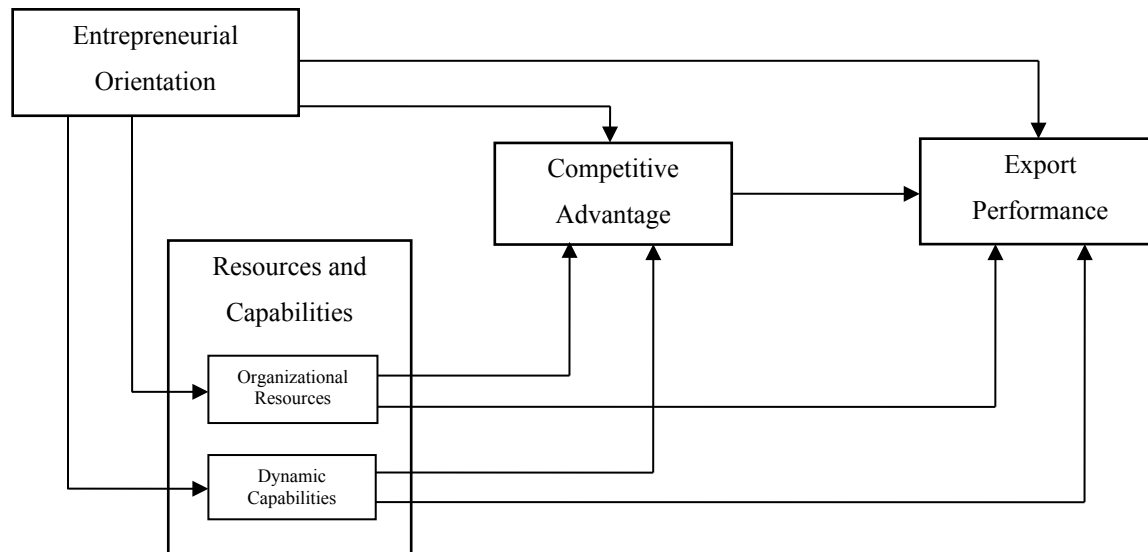 Entrepreneurial
Orientation
Competitive
Advantage
Export
Performance
Resources and
Capabilities
Organizational
Resources
Dynamic
Capabilities